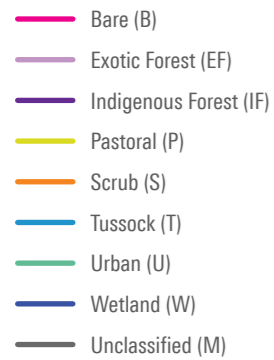 Bare (B)
Exotic Forest (EF)
Indigenous Forest (IF)
Pastoral (P)
Scrub (S)
Tussock (T)
Urban (U)
Wetland (W)
Unclassified (M)